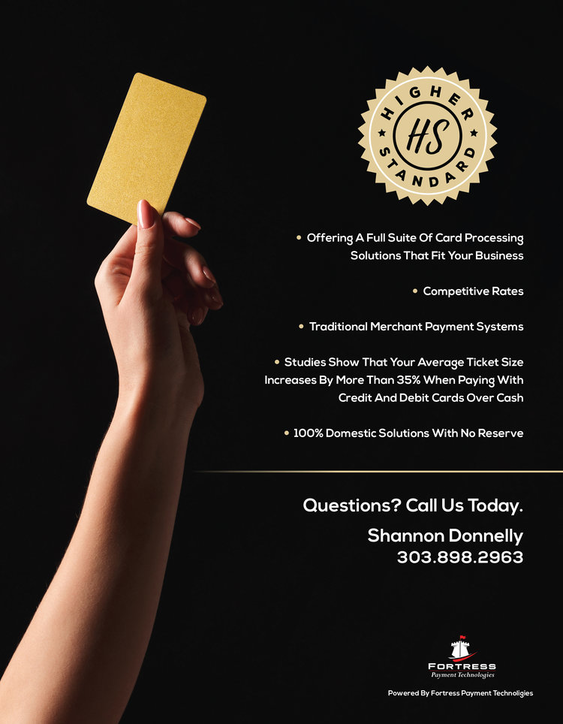 HIGHER
HS
STANDARD
• Offering A Full Suite Of Card Processing
Solutions That Fit Your Business
• Competitive Rates
• Traditional Merchant Payment Systems
• Studies Show That Your Average Ticket Size
Increases By More Than 35% When Paying With
Credit And Debit Cards Over Cash
• 100% Domestic Solutions With No Reserve
Questions? Call Us Today.
Shannon Donnelly
303.898.2963
FORTRESS
Payment Technologies
Powered By Fortress Payment Technoligies